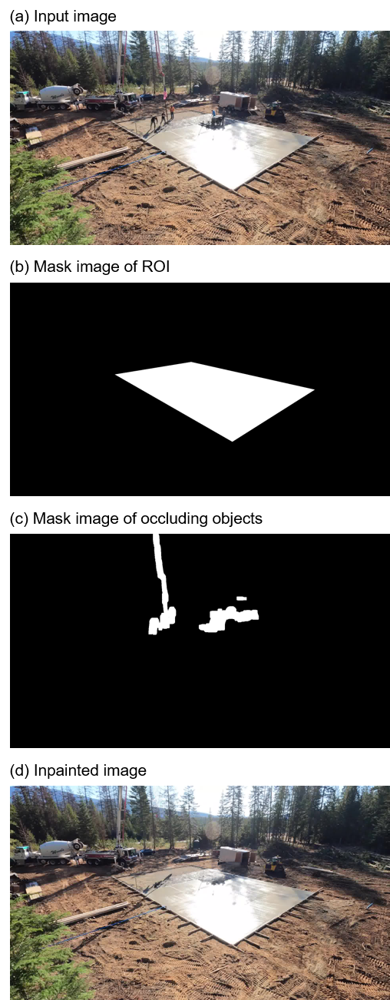 (a) Input image
(b) Mask image of ROI
(c) Mask image of occluding objects
(d) Inpainted image